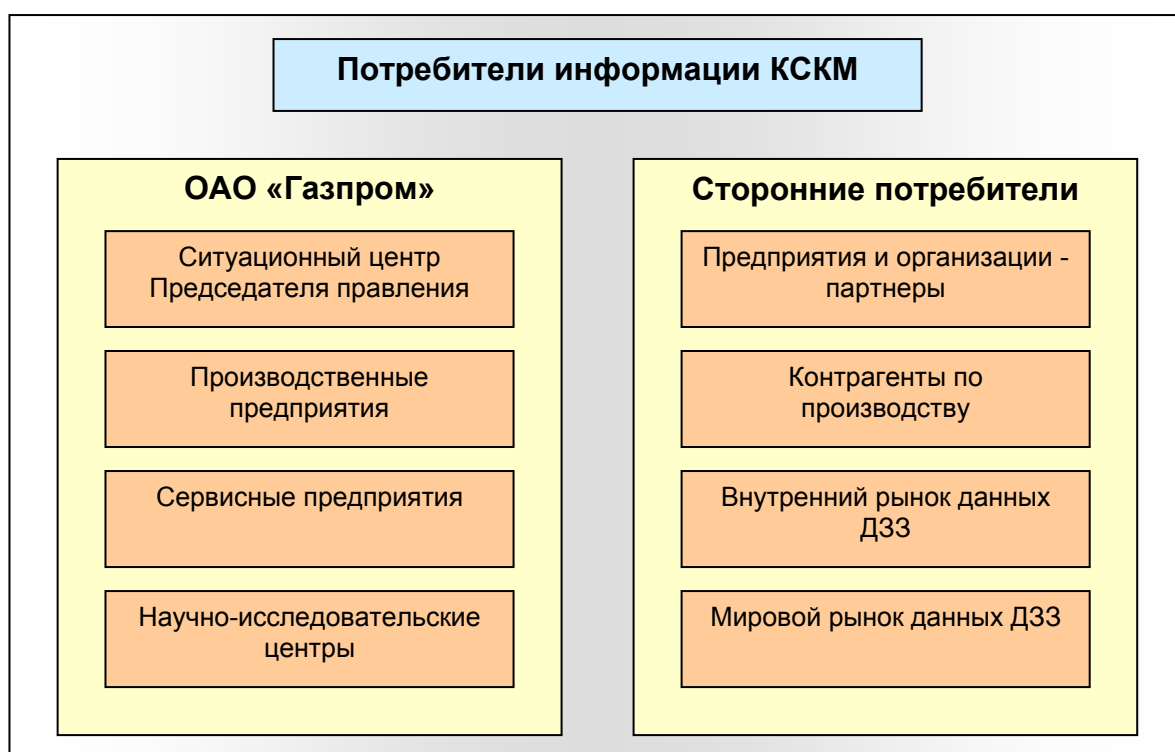 Потребители информации КСКМ
ОАО «Газпром»
Ситуационный центр
Председателя правления
Производственные
предприятия
Сервисные предприятия
Научно-исследовательские
центры
Сторонние потребители
Предприятия и организации -
партнеры
Контрагенты по
производству
Внутренний рынок данных
ДЗЗ
Мировой рынок данных ДЗЗ